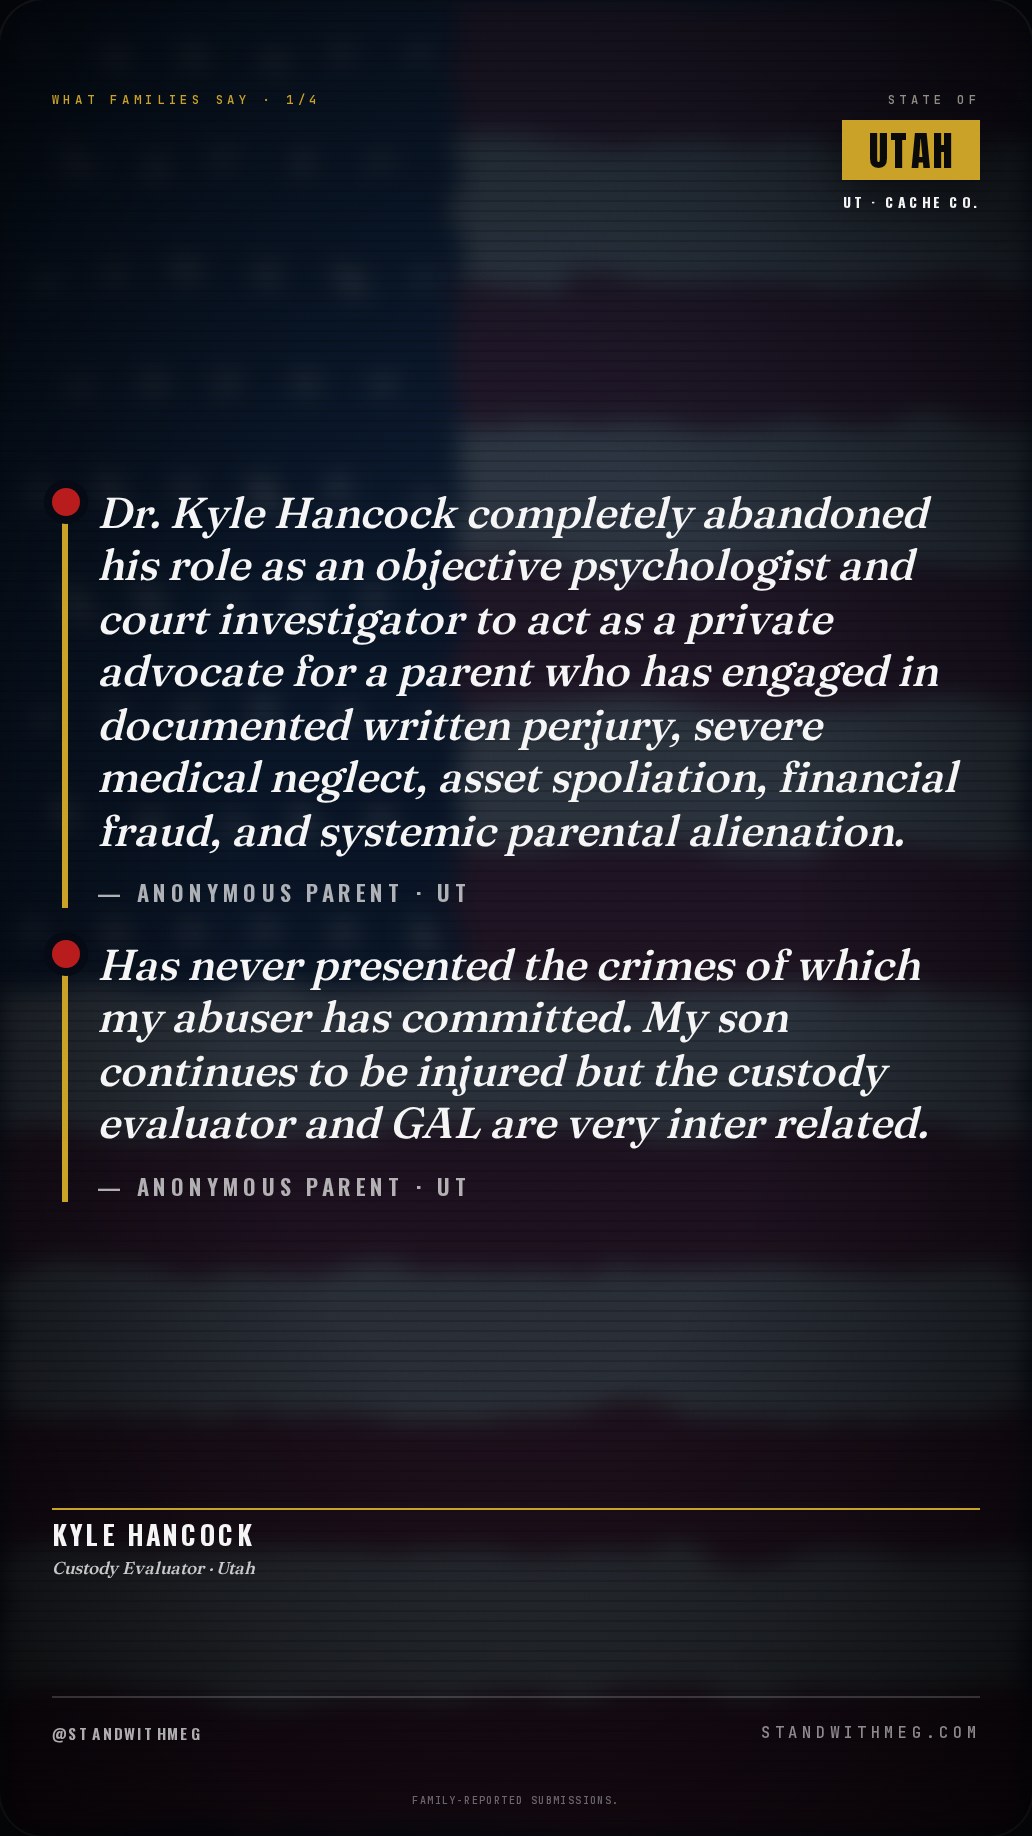 WHAT FAMILIES SAY · 1/4
STATE OF
UTAH
UT · CACHE CO.
Dr. Kyle Hancock completely abandoned
his role as an objective psychologist and
court investigator to act as a private
advocate for a parent who has engaged in
documented written perjury, severe
medical neglect, asset spoliation, financial
fraud, and systemic parental alienation.
— ANONYMOUS PARENT · UT
Has never presented the crimes of which
my abuser has committed. My son
continues to be injured but the custody
evaluator and GAL are very inter related.
— ANONYMOUS PARENT · UT
KYLE HANCOCK
Custody Evaluator · Utah
@STANDWITHMEG
STANDWITHMEG.COM
FAMILY-REPORTED SUBMISSIONS.